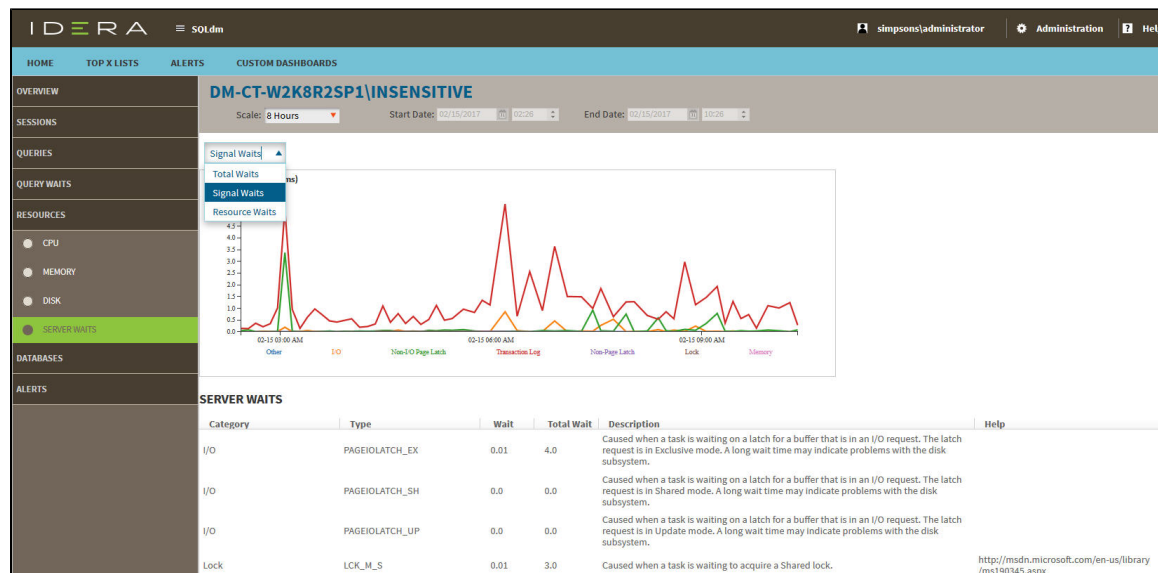 IDERA
≡ SQLdm
simpsons\administrator
Administration
? Hel
HOME TOP X LISTS ALERTS CUSTOM DASHBOARDS
OVERVIEW
SESSIONS
QUERIES
QUERY WAITS
RESOURCES
CPU
MEMORY
DISK
SERVER WAITS
DATABASES
ALERTS
DM-CT-W2K8R2SP1\INSENSITIVE
Scale: 8 Hours Start Date: 02/15/2017 02:26 End Date: 02/15/2017 10:26
Signal Waits
Total Waits
Signal Waits
Resource Waits
ms)
4.5
4.0
3.5
3.0
2.5
2.0
1.5
1.0
0.5
0.0
02-15 03:00 AM 02-15 06:00 AM 02-15 09:00 AM
Other I/O Non-I/O Page Latch Transaction Log Non-Page Latch Lock Memory
SERVER WAITS
Category Type Wait Total Wait Description Help
I/O PAGEIOLATCH_EX 0.01 4.0 Caused when a task is waiting on a latch for a buffer that is in an I/O request. The latch
request is in Exclusive mode. A long wait time may indicate problems with the disk
subsystem.
I/O PAGEIOLATCH_SH 0.0 0.0 Caused when a task is waiting on a latch for a buffer that is in an I/O request. The latch
request is in Shared mode. A long wait time may indicate problems with the disk
subsystem.
I/O PAGEIOLATCH_UP 0.0 0.0 Caused when a task is waiting on a latch for a buffer that is in an I/O request. The latch
request is in Update mode. A long wait time may indicate problems with the disk
subsystem.
Lock LCK_M_S 0.01 3.0 Caused when a task is waiting to acquire a Shared lock. http://msdn.microsoft.com/en-us/library
/ms190345.aspx